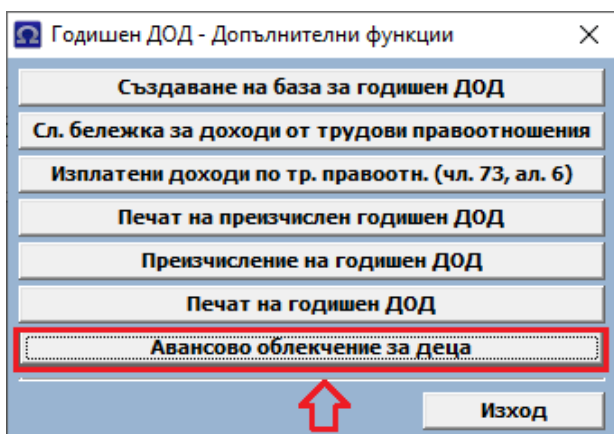 Годишен ДОД - Допълнителни функции
Създаване на база за годишен ДОД
Сл. бележка за доходи от трудови правоотношения
Изплатени доходи по тр. правоотн. (чл. 73, ал. 6)
Печат на преизчислен годишен ДОД
Преизчисление на годишен ДОД
Печат на годишен ДОД
Авансово облекчение за деца
Изход